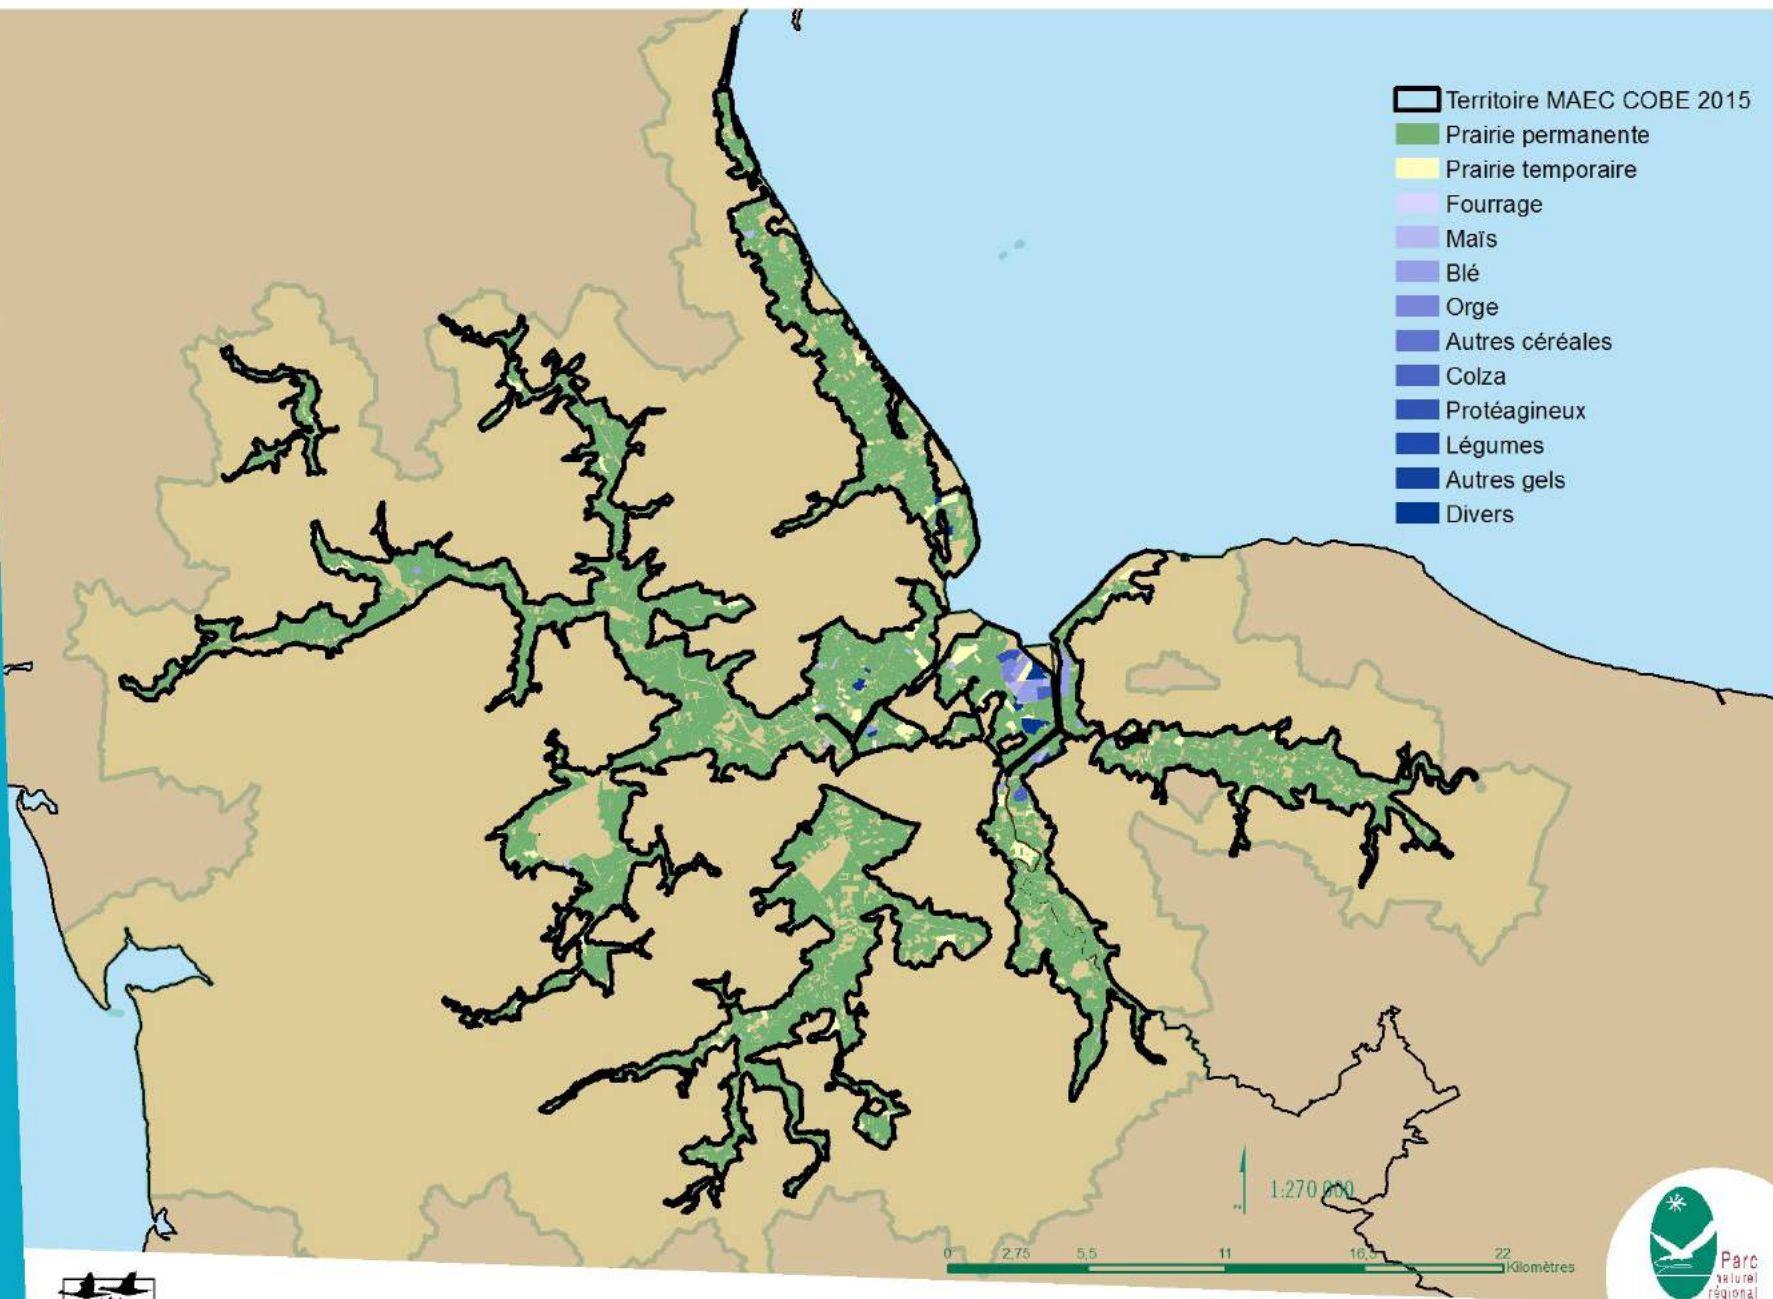 Territoire MAEC COBE 2015
Prairie permanente
Prairie temporaire
Fourrage
Maïs
Blé
Orge
Autres céréales
Colza
Protéagineux
Légumes
Autres gels
Divers
1:270 000
0 2,75 5,5 11 16,5 22
Kilomètres
Parc
naturel
régional